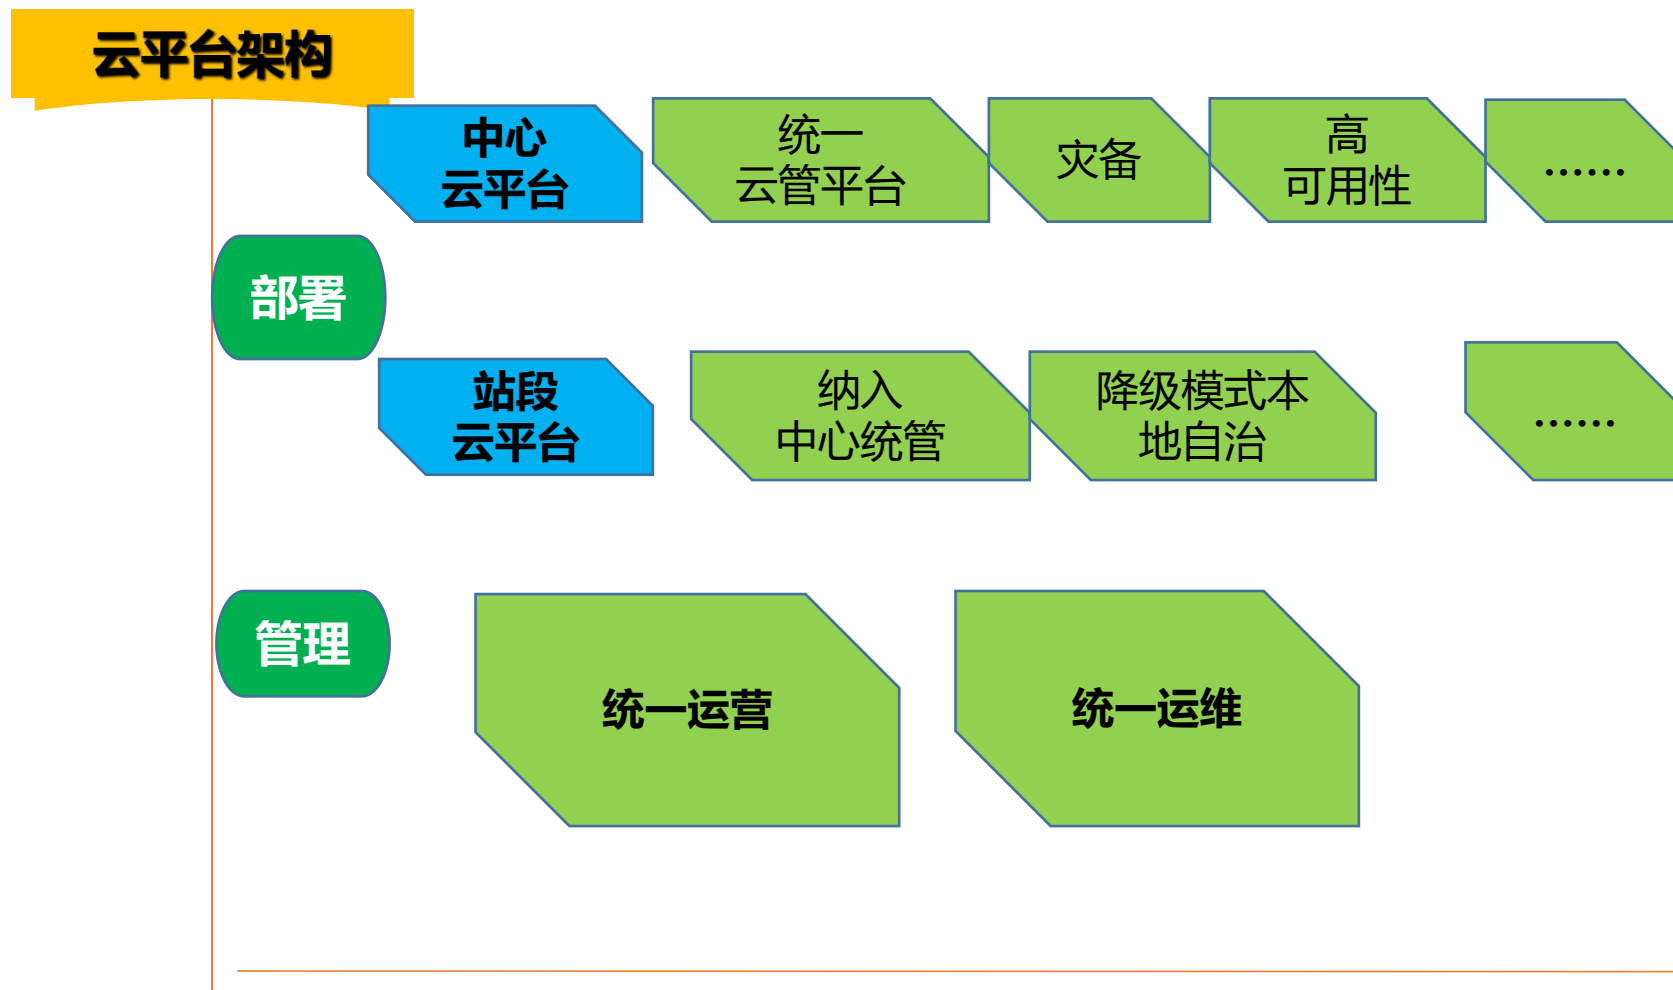 云平台架构
中心
云平台
统一
云管平台
灾备
高
可用性
……
部署
站段
云平台
纳入
中心统管
降级模式本
地自治
……
管理
统一运营
统一运维